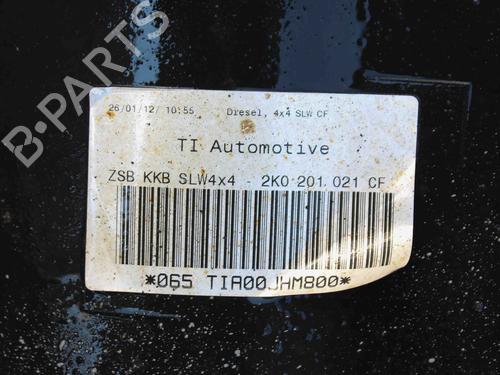 26/01/12/ 10:55 Dresel, 4x4 SLW CF
TI Automotive
ZSB KKB SLW4x4 2K0 201 021 CF
*065 TIA00JHM800*
B-PARTS